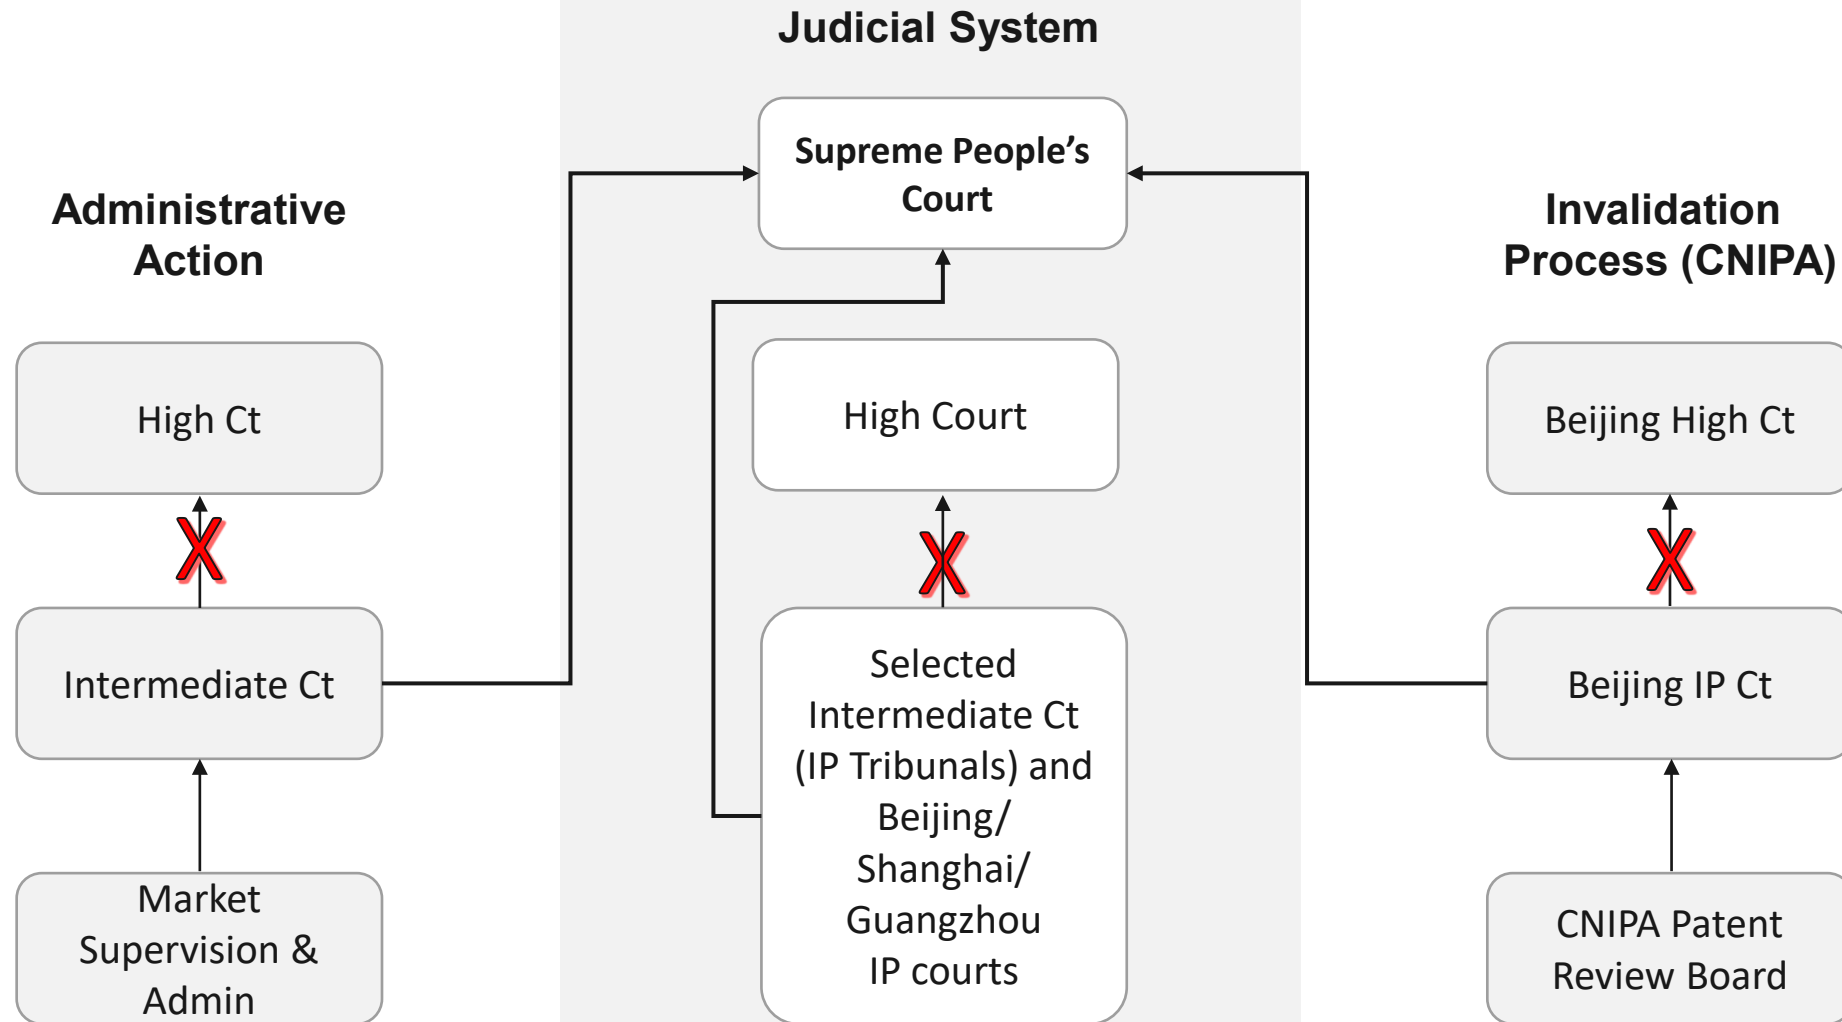 Judicial System
Supreme People’s
Court
Administrative
Action
Invalidation
Process (CNIPA)
High Ct
High Court
Beijing High Ct
X
X
X
Intermediate Ct
Selected
Intermediate Ct
(IP Tribunals) and
Beijing/
Shanghai/
Guangzhou
IP courts
Beijing IP Ct
Market
Supervision &
Admin
CNIPA Patent
Review Board